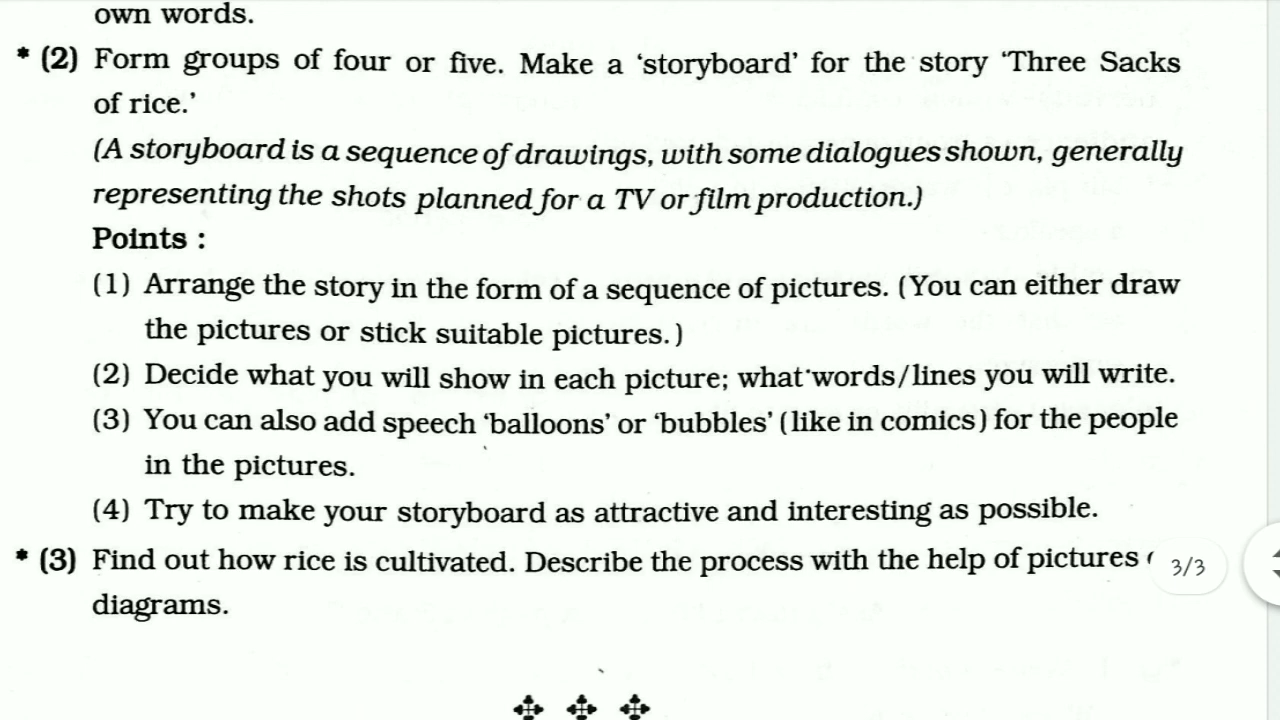 own words.
* (2) Form groups of four or five. Make a ‘storyboard’ for the story ‘Three Sacks
of rice.’
(A storyboard is a sequence of drawings, with some dialogues shown, generally
representing the shots planned for a TV or film production.)
Points :
(1) Arrange the story in the form of a sequence of pictures. (You can either draw
the pictures or stick suitable pictures.)
(2) Decide what you will show in each picture; what words/lines you will write.
(3) You can also add speech ‘balloons’ or ‘bubbles’ (like in comics) for the people
in the pictures.
(4) Try to make your storyboard as attractive and interesting as possible.
* (3) Find out how rice is cultivated. Describe the process with the help of pictures
3/3
diagrams.